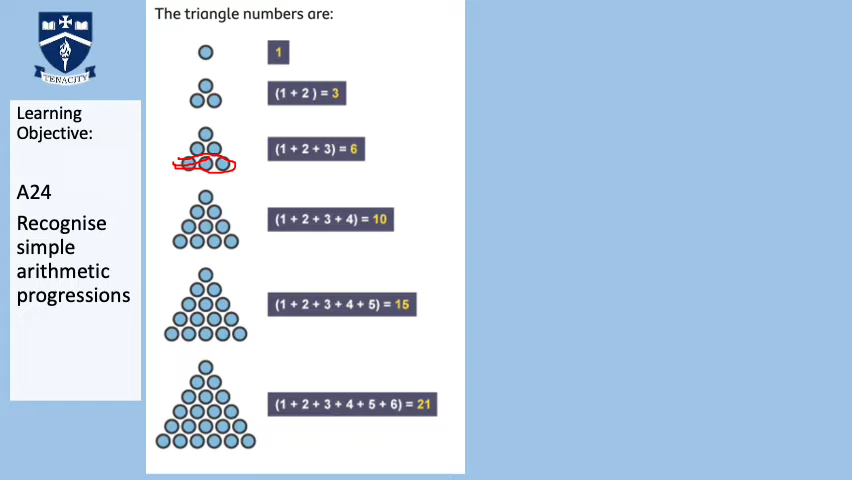 The triangle numbers are:
TENACITY
Learning
Objective:
A24
Recognise
simple
arithmetic
progressions
1
(1 + 2 ) = 3
(1 + 2 + 3) = 6
(1 + 2 + 3 + 4) = 10
(1 + 2 + 3 + 4 + 5) = 15
(1 + 2 + 3 + 4 + 5 + 6) = 21